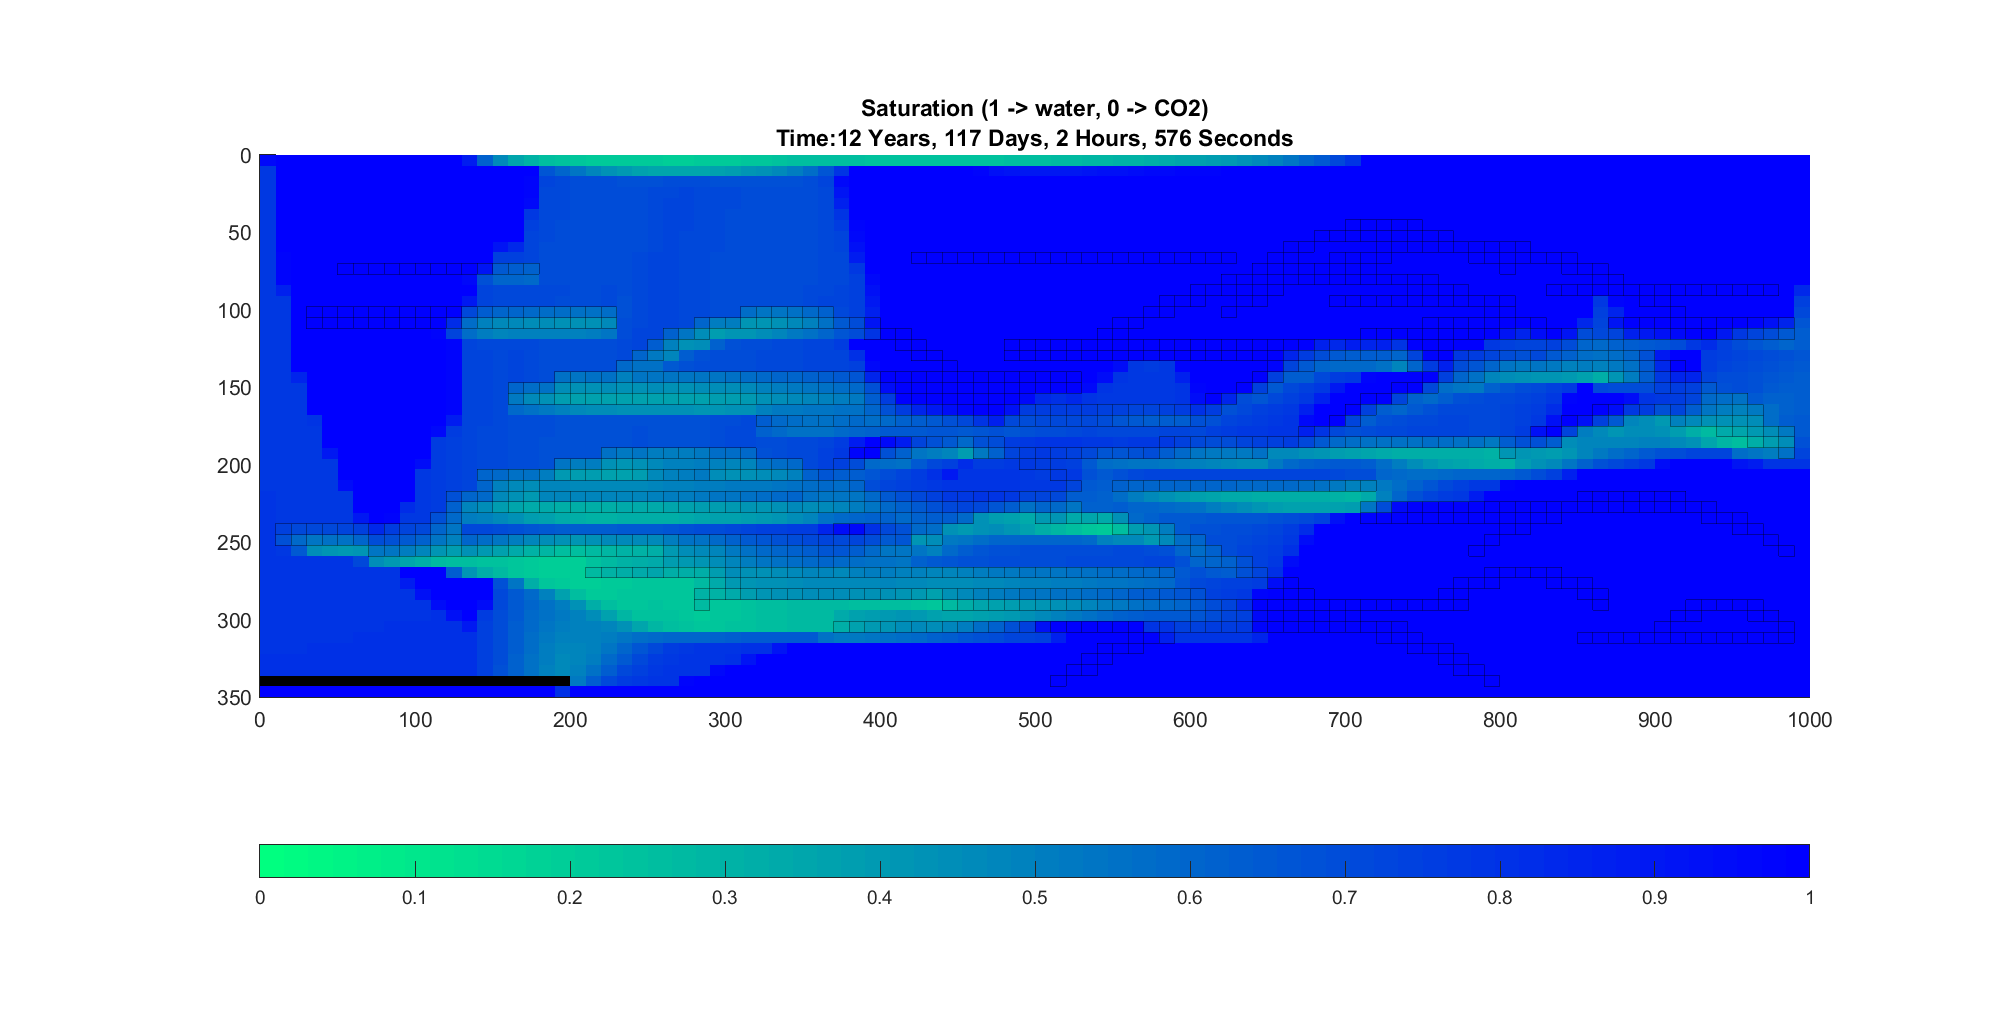 Saturation (1 -> water, 0 -> CO2)
Time:12 Years, 117 Days, 2 Hours, 576 Seconds
0
50
100
150
200
250
300
350
0 100 200 300 400 500 600 700 800 900 1000
0 0.1 0.2 0.3 0.4 0.5 0.6 0.7 0.8 0.9 1